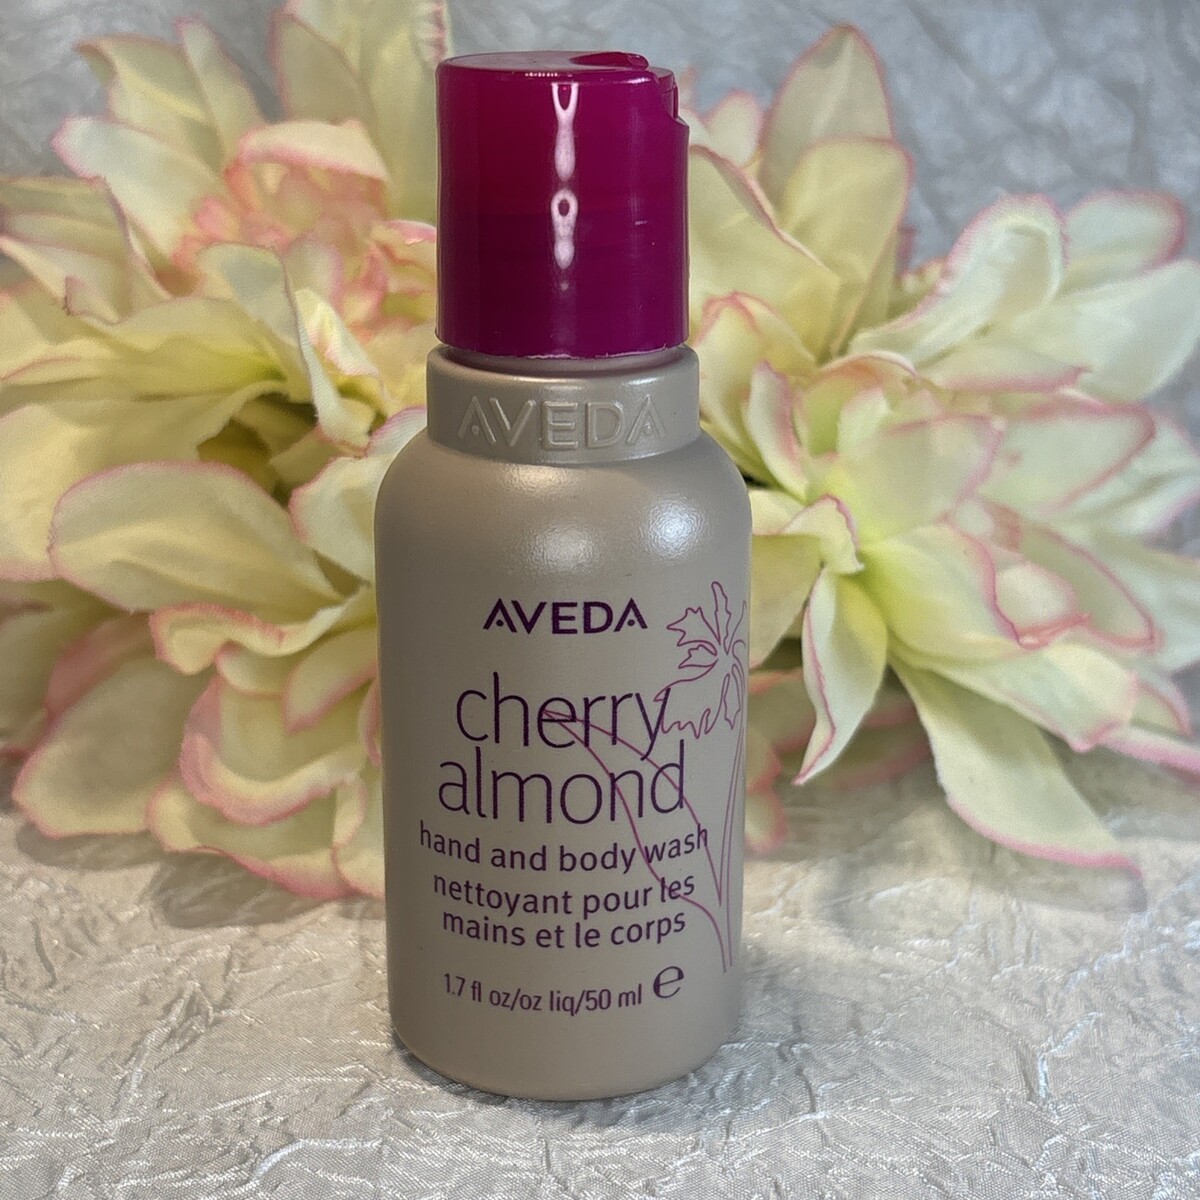 AVEDA
AVEDA
cherry
almond
hand and body wash
nettoyant pour les
mains et le corps
1.7 fl oz/oz liq/50 ml ℮